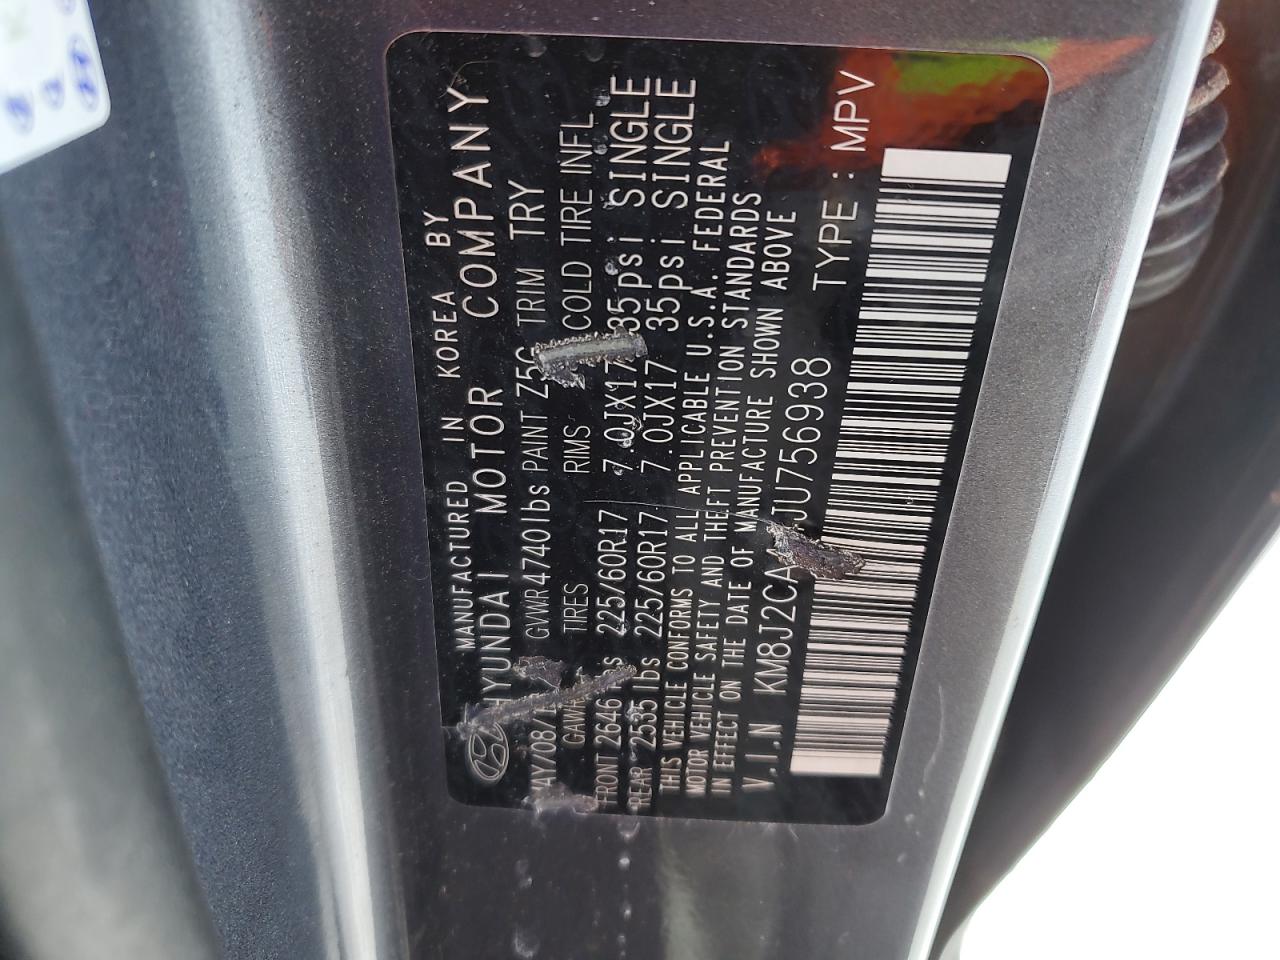 MANUFACTURED IN KOREA BY
HYUNDAI MOTOR COMPANY
GVWR 4740lbs PAINT TRIM TRY
TIRES RIMS COLD TIRE INFL
FRONT 2646 225/60R17 7.0JX17 35psi SINGLE
REAR 2535 lbs 225/60R17 7.0JX17 35psi SINGLE
THIS VEHICLE CONFORMS TO ALL APPLICABLE U.S.A. FEDERAL
MOTOR VEHICLE SAFETY AND THEFT PREVENTION STANDARDS
IN EFFECT ON THE DATE OF MANUFACTURE SHOWN ABOVE
V.I.N KM8J2CA JU756938 TYPE : MPV